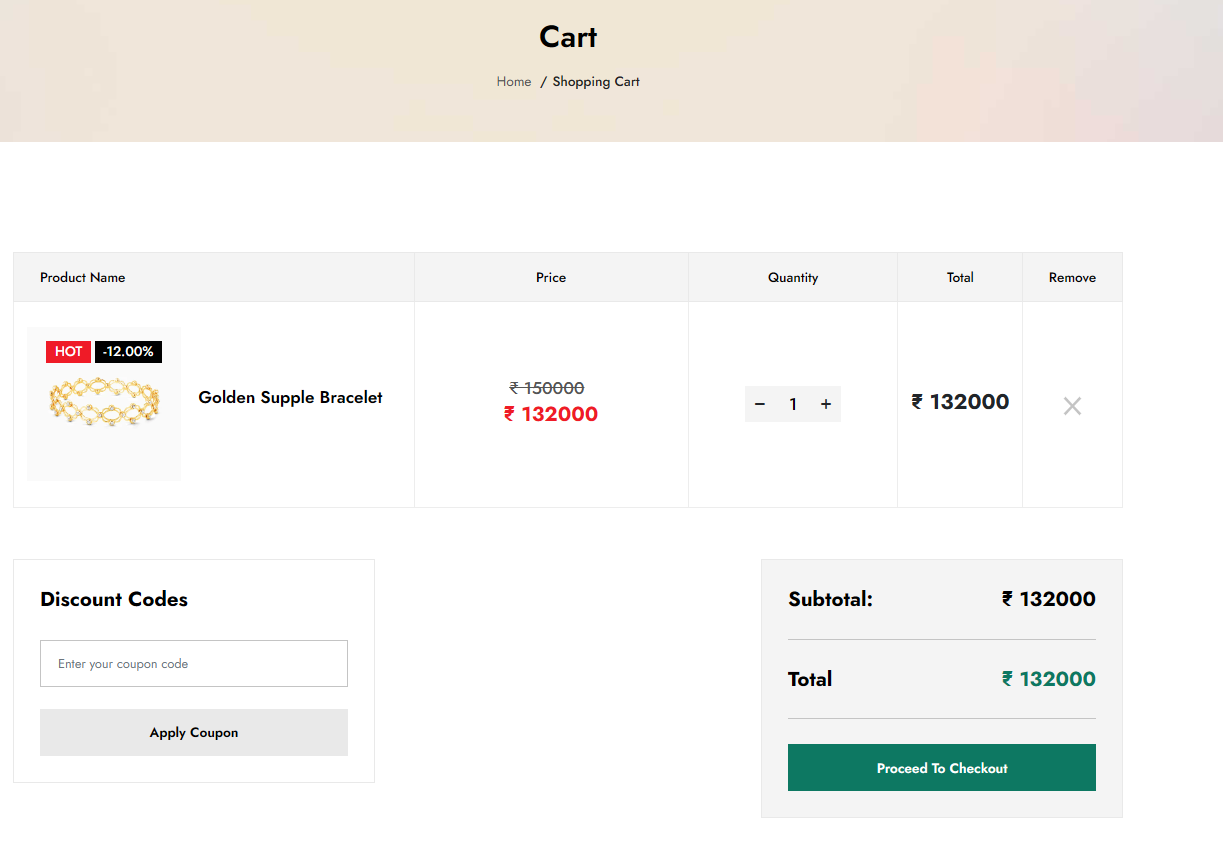 Cart
Home / Shopping Cart
Product Name Price Quantity Total Remove
HOT -12.00%
Golden Supple Bracelet
₹ 150000
₹ 132000
− 1 +
₹ 132000
Discount Codes
Enter your coupon code
Apply Coupon
Subtotal: ₹ 132000
Total ₹ 132000
Proceed To Checkout